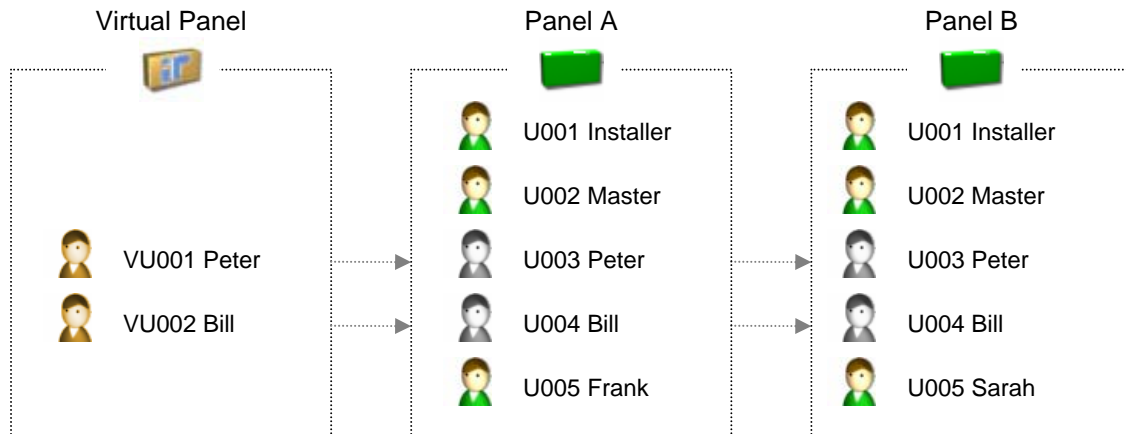 Virtual Panel Panel A Panel B
U001 Installer U001 Installer
U002 Master U002 Master
VU001 Peter U003 Peter U003 Peter
VU002 Bill U004 Bill U004 Bill
U005 Frank U005 Sarah